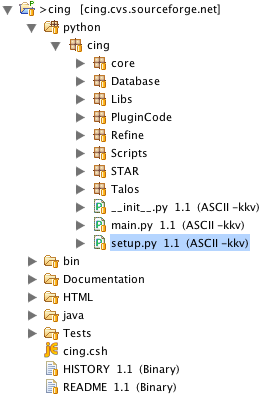 >cing [cing.cvs.sourceforge.net]
python
cing
core
Database
Libs
PluginCode
Refine
Scripts
STAR
Talos
__init__.py 1.1 (ASCII -kkv)
main.py 1.1 (ASCII -kkv)
setup.py 1.1 (ASCII -kkv)
bin
Documentation
HTML
java
Tests
cing.csh
HISTORY 1.1 (Binary)
README 1.1 (Binary)